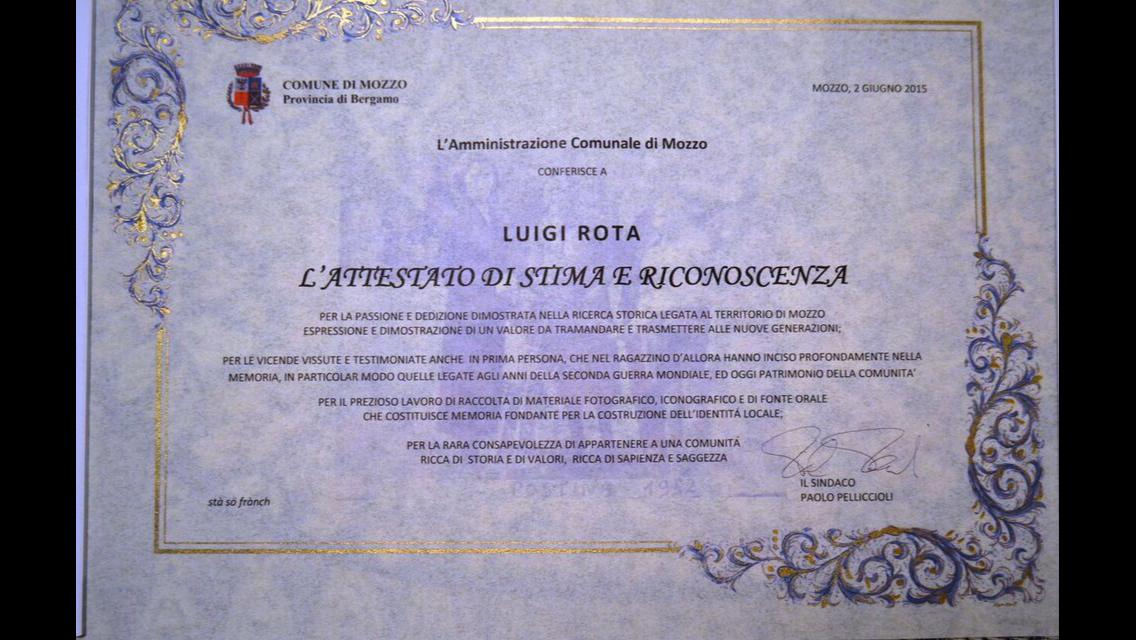 COMUNE DI MOZZO
Provincia di Bergamo
MOZZO, 2 GIUGNO 2015
L'Amministrazione Comunale di Mozzo
CONFERISCE A
LUIGI ROTA
L'ATTESTATO DI STIMA E RICONOSCENZA
PER LA PASSIONE E DEDIZIONE DIMOSTRATA NELLA RICERCA STORICA LEGATA AL TERRITORIO DI MOZZO
ESPRESSIONE E DIMOSTRAZIONE DI UN VALORE DA TRAMANDARE E TRASMETTERE ALLE NUOVE GENERAZIONI;
PER LE VICENDE VISSUTE E TESTIMONIATE ANCHE IN PRIMA PERSONA, CHE NEL RAGAZZINO D'ALLORA HANNO INCISO PROFONDAMENTE NELLA
MEMORIA, IN PARTICOLAR MODO QUELLE LEGATE AGLI ANNI DELLA SECONDA GUERRA MONDIALE, ED OGGI PATRIMONIO DELLA COMUNITA'
PER IL PREZIOSO LAVORO DI RACCOLTA DI MATERIALE FOTOGRAFICO, ICONOGRAFICO E DI FONTE ORALE
CHE COSTITUISCE MEMORIA FONDANTE PER LA COSTRUZIONE DELL'IDENTITÁ LOCALE;
PER LA RARA CONSAPEVOLEZZA DI APPARTENERE A UNA COMUNITÁ
RICCA DI STORIA E DI VALORI, RICCA DI SAPIENZA E SAGGEZZA
IL SINDACO
PAOLO PELLICCIOLI
stà sö frànch